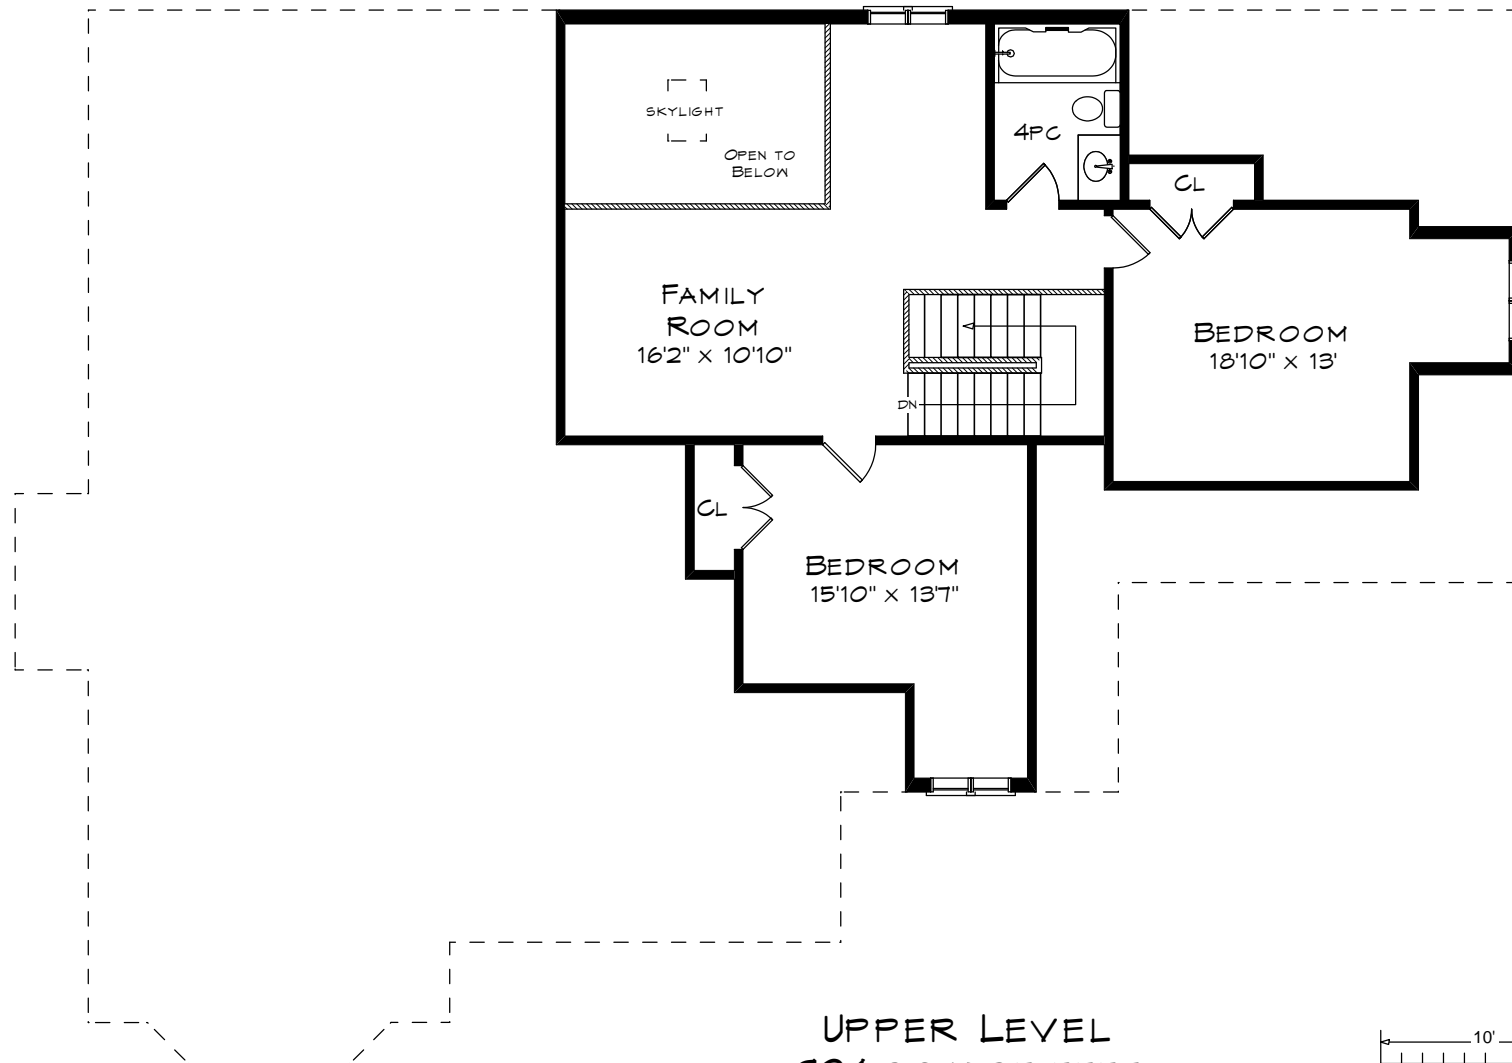 SKYLIGHT
OPEN TO
BELOW
4PC
CL
FAMILY
ROOM
16'2" X 10'10"
BEDROOM
18'10" X 13'
DN
CL
BEDROOM
15'10" X 13'7"
UPPER LEVEL
10'